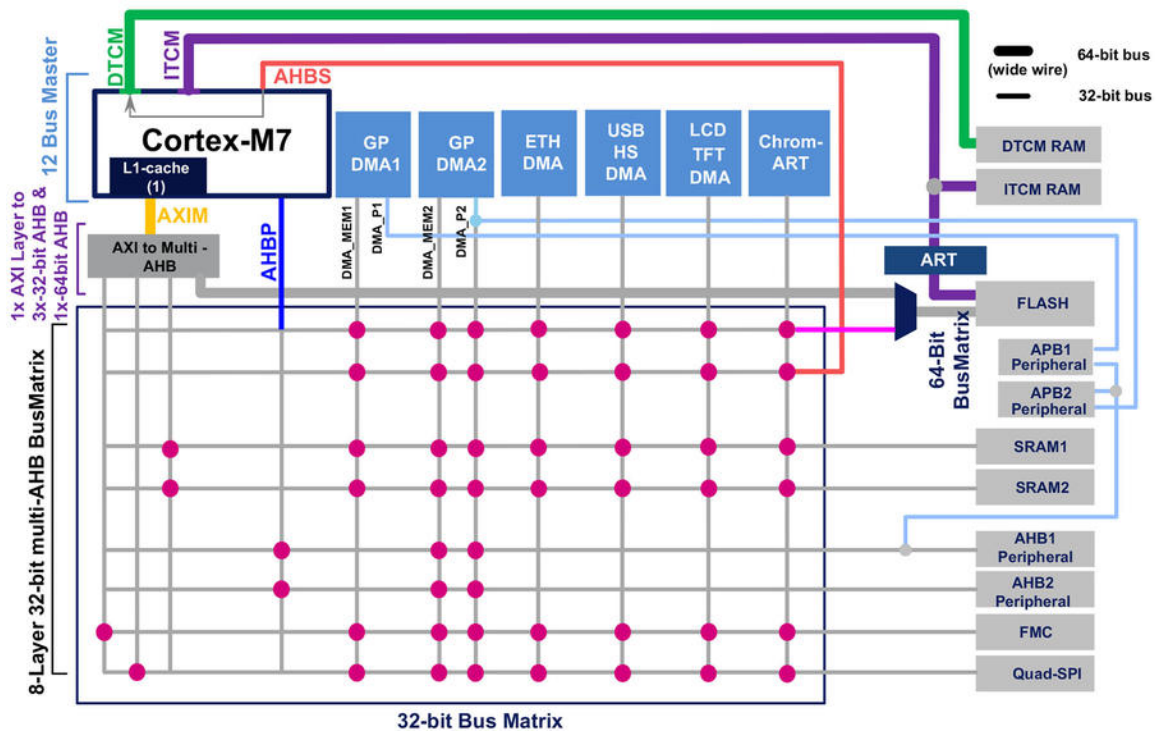 DTCM
ITCM
AHBS
64-bit bus
(wide wire)
32-bit bus
12 Bus Master
Cortex-M7
L1-cache
(1)
GP
DMA1
GP
DMA2
ETH
DMA
USB
HS
DMA
LCD
TFT
DMA
Chrom-
ART
DTCM RAM
ITCM RAM
AXIM
AHBP
DMA_MEM1
DMA_P1
DMA_MEM2
DMA_P2
1x AXI Layer to
3x-32-bit AHB &
1x-64bit AHB
AXI to Multi -
AHB
ART
FLASH
64-Bit
BusMatrix
APB1
Peripheral
APB2
Peripheral
8-Layer 32-bit multi-AHB BusMatrix
SRAM1
SRAM2
AHB1
Peripheral
AHB2
Peripheral
FMC
Quad-SPI
32-bit Bus Matrix